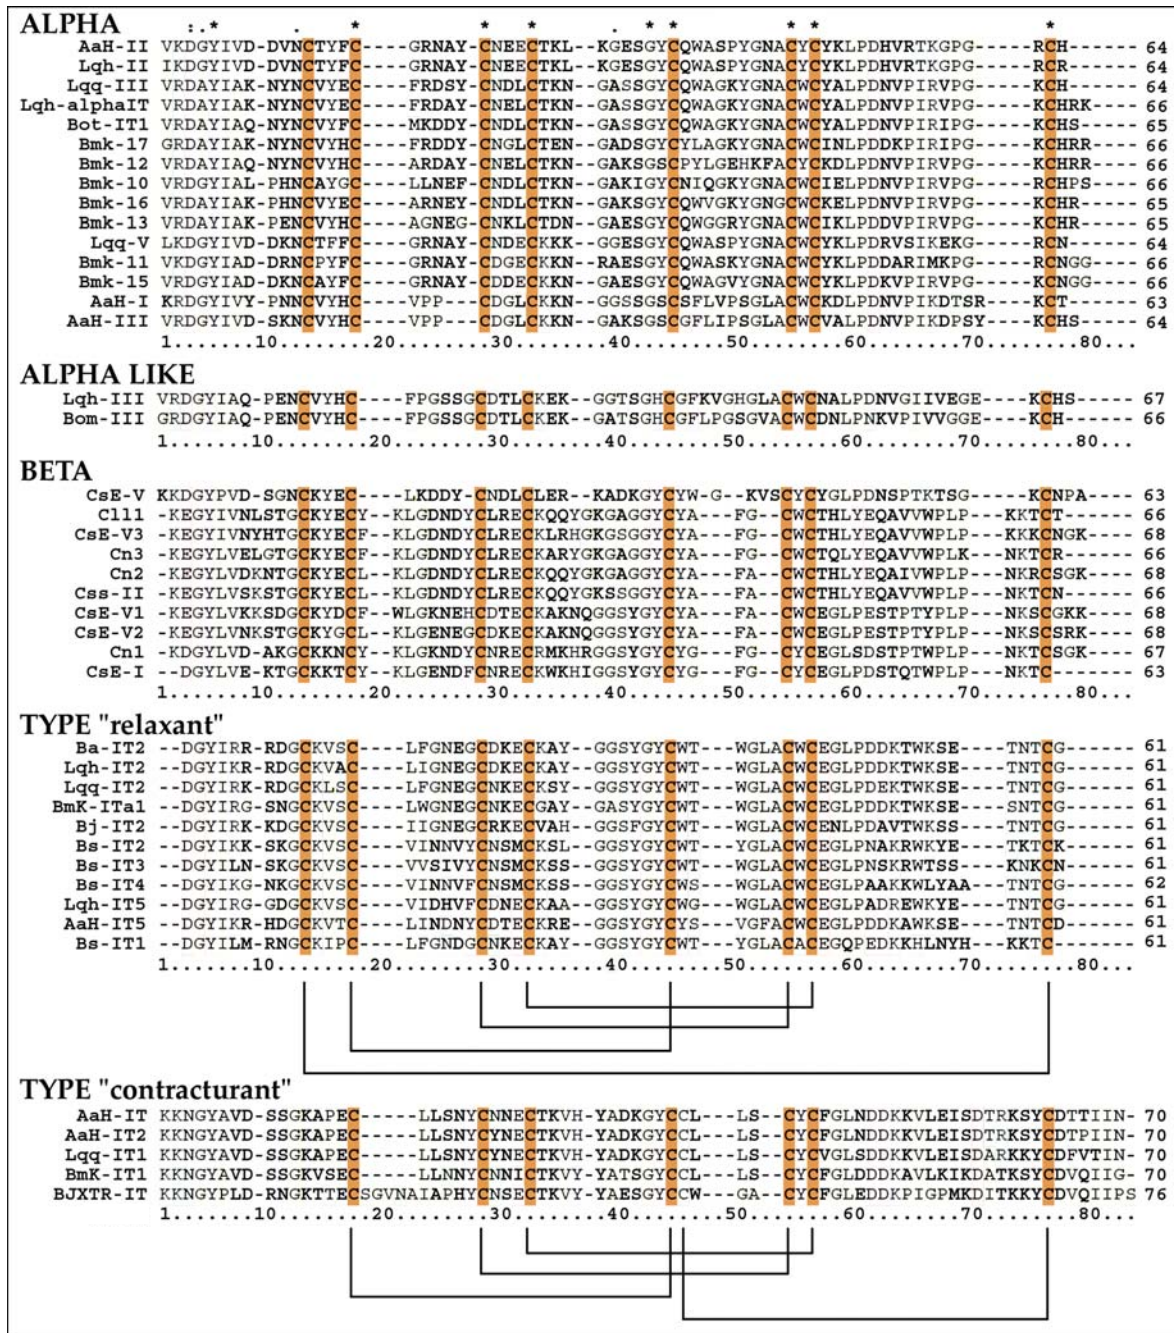 ALPHA :.* . * * * . * * * * *
AaH-II VKDGYIVD-DVNCTYFC-----GRNAY-CNEECTKL--KGESGYCQWASPYGNACYCYKLPDHVRTKGPG-----RCH------ 64
Lqh-II IKDGYIVD-DVNCTYFC-----GRNAY-CNEECTKL--KGESGYCQWASPYGNACYCYKLPDHVRTKGPG-----RCR------ 64
Lqq-III VRDAYIAK-NYNCVYEC-----FRDSY-CNDLCTKN--GASSGYCQWAGKYGNACWCYALPDNVPIRVPG-----KCH------ 64
Lqh-alphaIT VRDAYIAK-NYNCVYEC-----FRDAY-CNELCTKN--GASSGYCQWAGKYGNACWCYALPDNVPIRVPG-----KCHRK---- 66
Bot-IT1 VRDAYIAQ-NYNCVYFC-----MKDDY-CNDLCTKN--GASSGYCQWAGKYGNACWCYALPDNVPIRIPG-----KCHS----- 65
Bmk-17 GRDAYIAK-NYNCVYHC-----FRDDY-CNGLCTEN--GADSGYCYLAGKYGNACWCINLPDDKPIRIPG-----KCHRR---- 66
Bmk-12 VRDAYIAK-NYNCVYHC-----ARDAY-CNELCTKN--GAKSGSCPYLGEHKFACYCKDLPDNVPIRVPG-----KCHRR---- 66
Bmk-10 VRDGYIAL-PHNCAYGC-----LLNEF-CNDLCTKN--GAKIGYCNIQGKYGNACWCIELPDNVPIRVPG-----RCHPS---- 66
Bmk-16 VRDGYIAK-PHNCVYEC-----ARNEY-CNDLCTKN--GAKSGYCQWVGKYGNGCWCKELPDNVPIRVPG-----KCHR----- 65
Bmk-13 VRDAYIAK-PENCVYHC-----AGNEG-CNKLCTDN--GAESGYCQWGGRYGNACWCIKLPDDVPIRVPG-----KCHR----- 65
Lqq-V LKDGYIVD-DKNCTFFC-----GRNAY-CNDECKKK--GGESGYCQWASPYGNACWCYKLPDRVSIKEKG-----RCN------ 64
Bmk-11 VRDGYIAD-DRNCPYFC-----GRNAY-CDGECKKN--RAESGYCQWASKYGNACWCYKLPDDARIMKPG-----RCNGG---- 66
Bmk-15 VRDGYIAD-DKNCAYFC-----GRNAY-CDDECKKN--GAESGYCQWAGVYGNACWCYKLPDKVPIRVPG-----KCNGG---- 66
AaH-I KRDGYIVY-PNNCVYHC-----VPP---CDGLCKKN--GGSSGSCSFLVPSGLACWCKDLPDNVPIKDTSR----KCT------ 63
AaH-III VRDGYIVD-SKNCVYHC-----VPP---CDGLCKKN--GAKSGSCGFLIPSGLACWCVALPDNVPIKDPSY----KCHS----- 64
1.......10........20........30........40........50........60........70........80...
ALPHA LIKE
Lqh-III VRDGYIAQ-PENCVYHC----FPGSSGCDTLCKEK--GGTSGHCGFKVGHGLACWCNALPDNVGIIVEGE-----KCHS----- 67
Bom-III GRDGYIAQ-PENCVYHC----FPGSSGCDTLCKEK--GATSGHCGFLPGSGVACWCDNLPNKVPIVVGGE-----KCH------ 66
1.......10........20........30........40........50........60........70........80...
BETA
CsE-V KKDGYPVD-SGNCKYEC----LKDDY-CNDLCLER--KADKGYCYW-G---KVSCYCYGLPDNSPTKTSG-----KCNPA---- 63
Cll1 -KEGYIVNLSTGCKYECY---KLGDNDYCLRECKQQYGKGAGGYCYA----FG--CWCTHLYEQAVVWPLP----KKTCT---- 66
CsE-V3 -KEGYIVNYHTGCKYECF---KLGDNDYCLRECKLRHGKGSGGYCYA----FG--CWCTHLYEQAVVWPLP----KKKCNGK-- 68
Cn3 -KEGYLVELGTGCKYECF---KLGDNDYCLRECKARYGKGAGGYCYA----FG--CWCTQLYEQAVVWPLK----NKTCR---- 66
Cn2 -KEGYLVDKNTGCKYECL---KLGDNDYCLRECKQQYGKGAGGYCYA----FA--CWCTHLYEQAIVWPLP----NKRCSGK-- 68
Css-II -KEGYLVSKSTGCKYECL---KLGDNDYCLRECKQQYGKSSGGYCYA----FA--CWCTHLYEQAVVWPLP----NKTCN---- 66
CsE-V1 -KEGYLVKKSDGCKYDCF---WLGKNEHCDTECKAKNQGGSYGYCYA----FA--CWCEGLPESTPTYPLP----NKSCGKK-- 68
CsE-V2 -KEGYLVNKSTGCKYGCL---KLGENEGCDKECKAKNQGGSYGYCYA----FA--CWCEGLPESTPTYPLP----NKSCSRK-- 68
Cn1 -KDGYLVD-AKGCKKNCY---KLGKNDYCNRECRMKHRGGSYGYCYG----FG--CYCEGLSDSTPTWPLP----NKTCSGK-- 67
CsE-I --DGYLVE-KTGCKKTCY---KLGENDFCNRECKWKHIGGSYGYCYG----FG--CYCEGLPDSTQTWPLP----NKTC----- 63
TYPE "relaxant"
Ba-IT2 --DGYIRR-RDGCKVSC-----LFGNEGCDKECKAY--GGSYGYCWT---WGLACWCEGLPDDKTWKSE----TNTCG------ 61
Lqh-IT2 --DGYIKR-RDGCKVAC-----LIGNEGCDKECKAY--GGSYGYCWT---WGLACWCEGLPDDKTWKSE----TNTCG------ 61
Lqq-IT2 --DGYIRK-RDGCKLSC-----LFGNEGCDKECKSY--GGSYGYCWT---WGLACWCEGLPDEKTWKSE----TNTCG------ 61
BmK-ITa1 --DGYIRG-SNGCKVSC-----LWGNEGCNKECGAY--GASYGYCWT---WGLACWCEGLPDDKTWKSE----SNTCG------ 61
Bj-IT2 --DGYIRK-KDGCKVSC-----IIGNEGCRKECVAH--GGSFGYCWT---WGLACWCENLPDAVTWKSS----TNTCG------ 61
Bs-IT2 --DGYIKK-SKGCKVSC-----VINNVYCNSMCKSL--GGSYGYCWT---YGLACWCEGLPNAKRWKYE----TKTCK------ 61
Bs-IT3 --DGYILN-SKGCKVSC-----VVSIVYCNSMCKSS--GGSYGYCWT---WGLACWCEGLPNSKRWTSS----KNKCN------ 61
Bs-IT4 --DGYIKG-NKGCKVSC-----VINNVFCNSMCKSS--GGSYGYCWS---WGLACWCEGLPAAKKWLYAA---TNTCG------ 62
Lqh-IT5 --DGYIRG-GDGCKVSC-----VIDHVFCDNECKAA--GGSYGYCWG---WGLACWCEGLPADREWKYE----TNTCG------ 61
AaH-IT5 --DGYIKR-HDGCKVTC-----LINDNYCDTECKRE--GGSYGYCYS---VGFACWCEGLPDDKAWKSE----TNTCD------ 61
Bs-IT1 --DGYILM-RNGCKIPC-----LFGNDGCNKECKAY--GGSYGYCWT---YGLACACEGQPEDKKHLNYH---KKTC------- 61
1.......10........20........30........40........50........60........70........80...
TYPE "contracturant"
AaH-IT KKNGYAVD-SSGKAPEC-----LLSNYCNNECTKVH-YADKGYCCL---LS--CYCFGLNDDKKVLEISDTRKSYCDTTIIN- 70
AaH-IT2 KKNGYAVD-SSGKAPEC-----LLSNYCYNECTKVH-YADKGYCCL---LS--CYCFGLNDDKKVLEISDTRKSYCDTPIIN- 70
Lqq-IT1 KKNGYAVD-SSGKAPEC-----LLSNYCYNECTKVH-YADKGYCCL---LS--CYCVGLSDDKKVLEISDARKKYCDFVTIN- 70
BmK-IT1 KKNGYAVD-SSGKVSEC-----LLNNYCNNICTKVY-YATSGYCCL---LS--CYCFGLDDDKAVLKIKDATKSYCDVQIIG- 70
BJXTR-IT KKNGYPLD-RNGKTTECSGVNAIAPHYCNSECTKVY-YAESGYCCW---GA--CYCFGLEDDKPIGPMKDITKKYCDVQIIPS 76
1.......10........20........30........40........50........60........70........80...